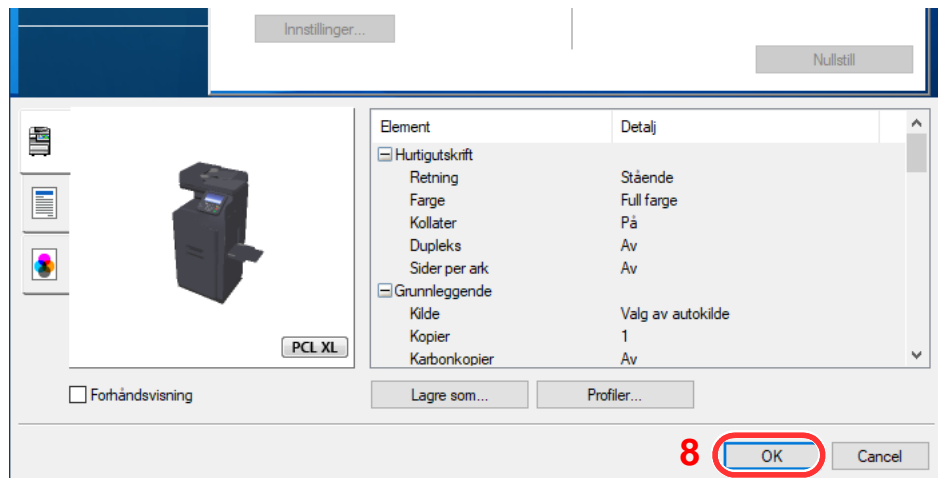 Innstillinger...
Nullstill
Element Detalj
Hurtigutskrift
Retning Stående
Farge Full farge
Kollater På
Dupleks Av
Sider per ark Av
Grunnleggende
Kilde Valg av autokilde
Kopier 1
Karbonkopier Av
PCL XL
Forhåndsvisning
Lagre som... Profiler...
8 OK Cancel